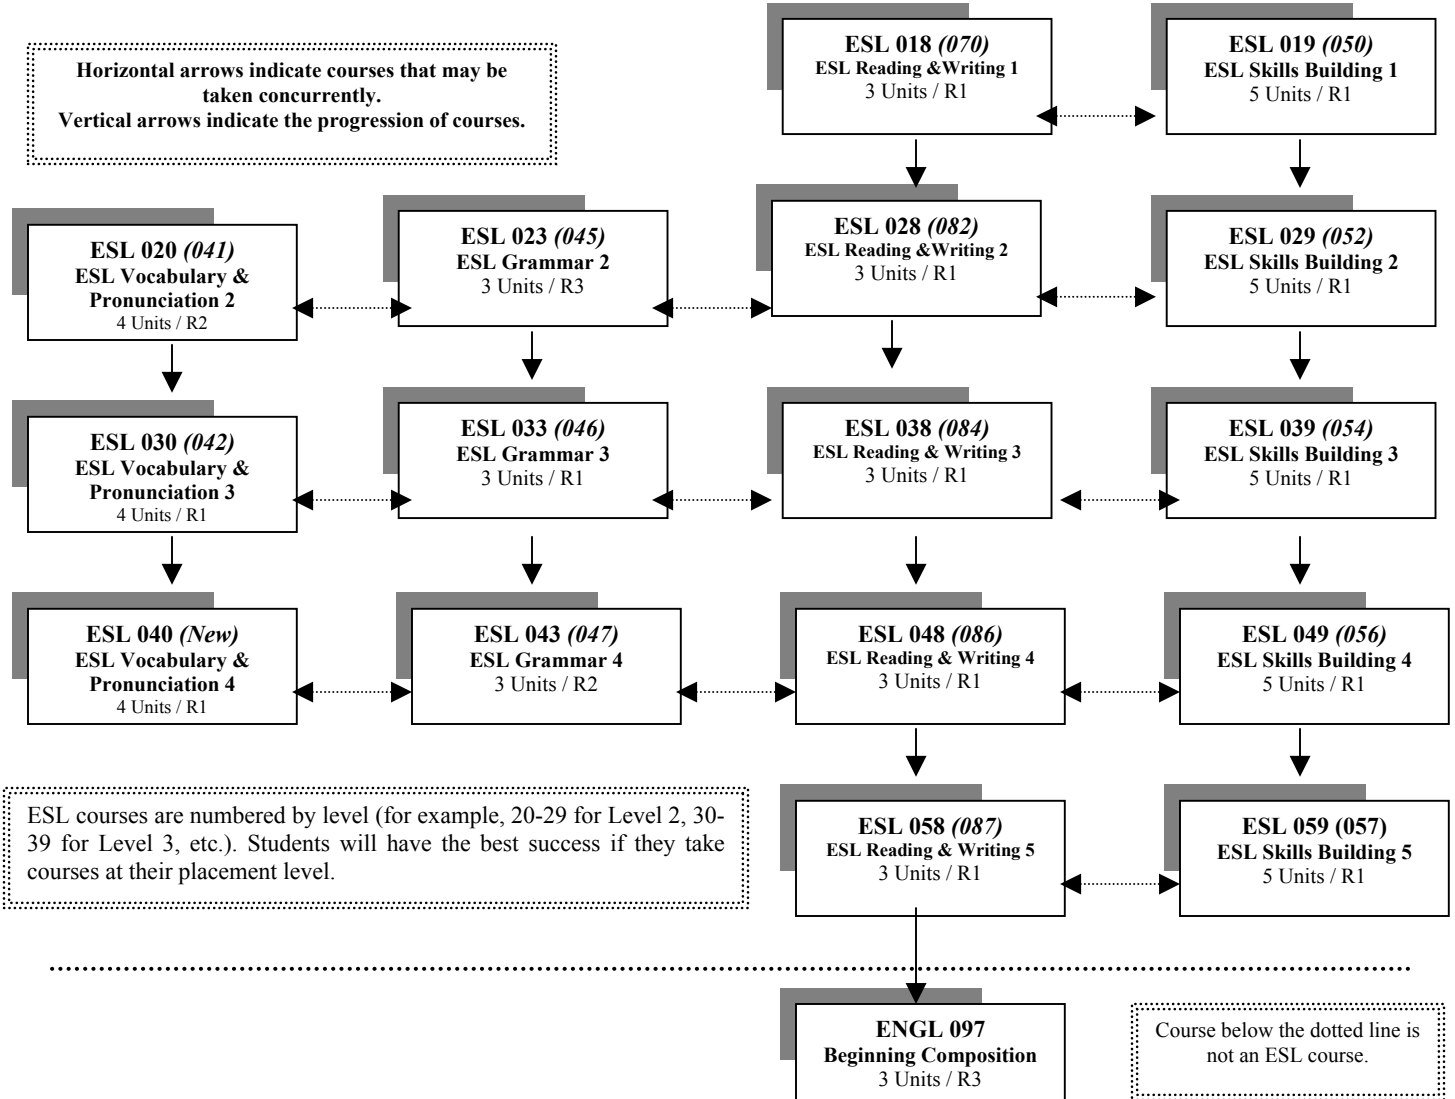 Horizontal arrows indicate courses that may be
taken concurrently.
Vertical arrows indicate the progression of courses.
ESL 018 (070)
ESL Reading &Writing 1
3 Units / R1
ESL 019 (050)
ESL Skills Building 1
5 Units / R1
ESL 020 (041)
ESL Vocabulary &
Pronunciation 2
4 Units / R2
ESL 023 (045)
ESL Grammar 2
3 Units / R3
ESL 028 (082)
ESL Reading &Writing 2
3 Units / R1
ESL 029 (052)
ESL Skills Building 2
5 Units / R1
ESL 030 (042)
ESL Vocabulary &
Pronunciation 3
4 Units / R1
ESL 033 (046)
ESL Grammar 3
3 Units / R1
ESL 038 (084)
ESL Reading & Writing 3
3 Units / R1
ESL 039 (054)
ESL Skills Building 3
5 Units / R1
ESL 040 (New)
ESL Vocabulary &
Pronunciation 4
4 Units / R1
ESL 043 (047)
ESL Grammar 4
3 Units / R2
ESL 048 (086)
ESL Reading & Writing 4
3 Units / R1
ESL 049 (056)
ESL Skills Building 4
5 Units / R1
ESL courses are numbered by level (for example, 20-29 for Level 2, 30-
39 for Level 3, etc.). Students will have the best success if they take
courses at their placement level.
ESL 058 (087)
ESL Reading & Writing 5
3 Units / R1
ESL 059 (057)
ESL Skills Building 5
5 Units / R1
ENGL 097
Beginning Composition
3 Units / R3
Course below the dotted line is
not an ESL course.